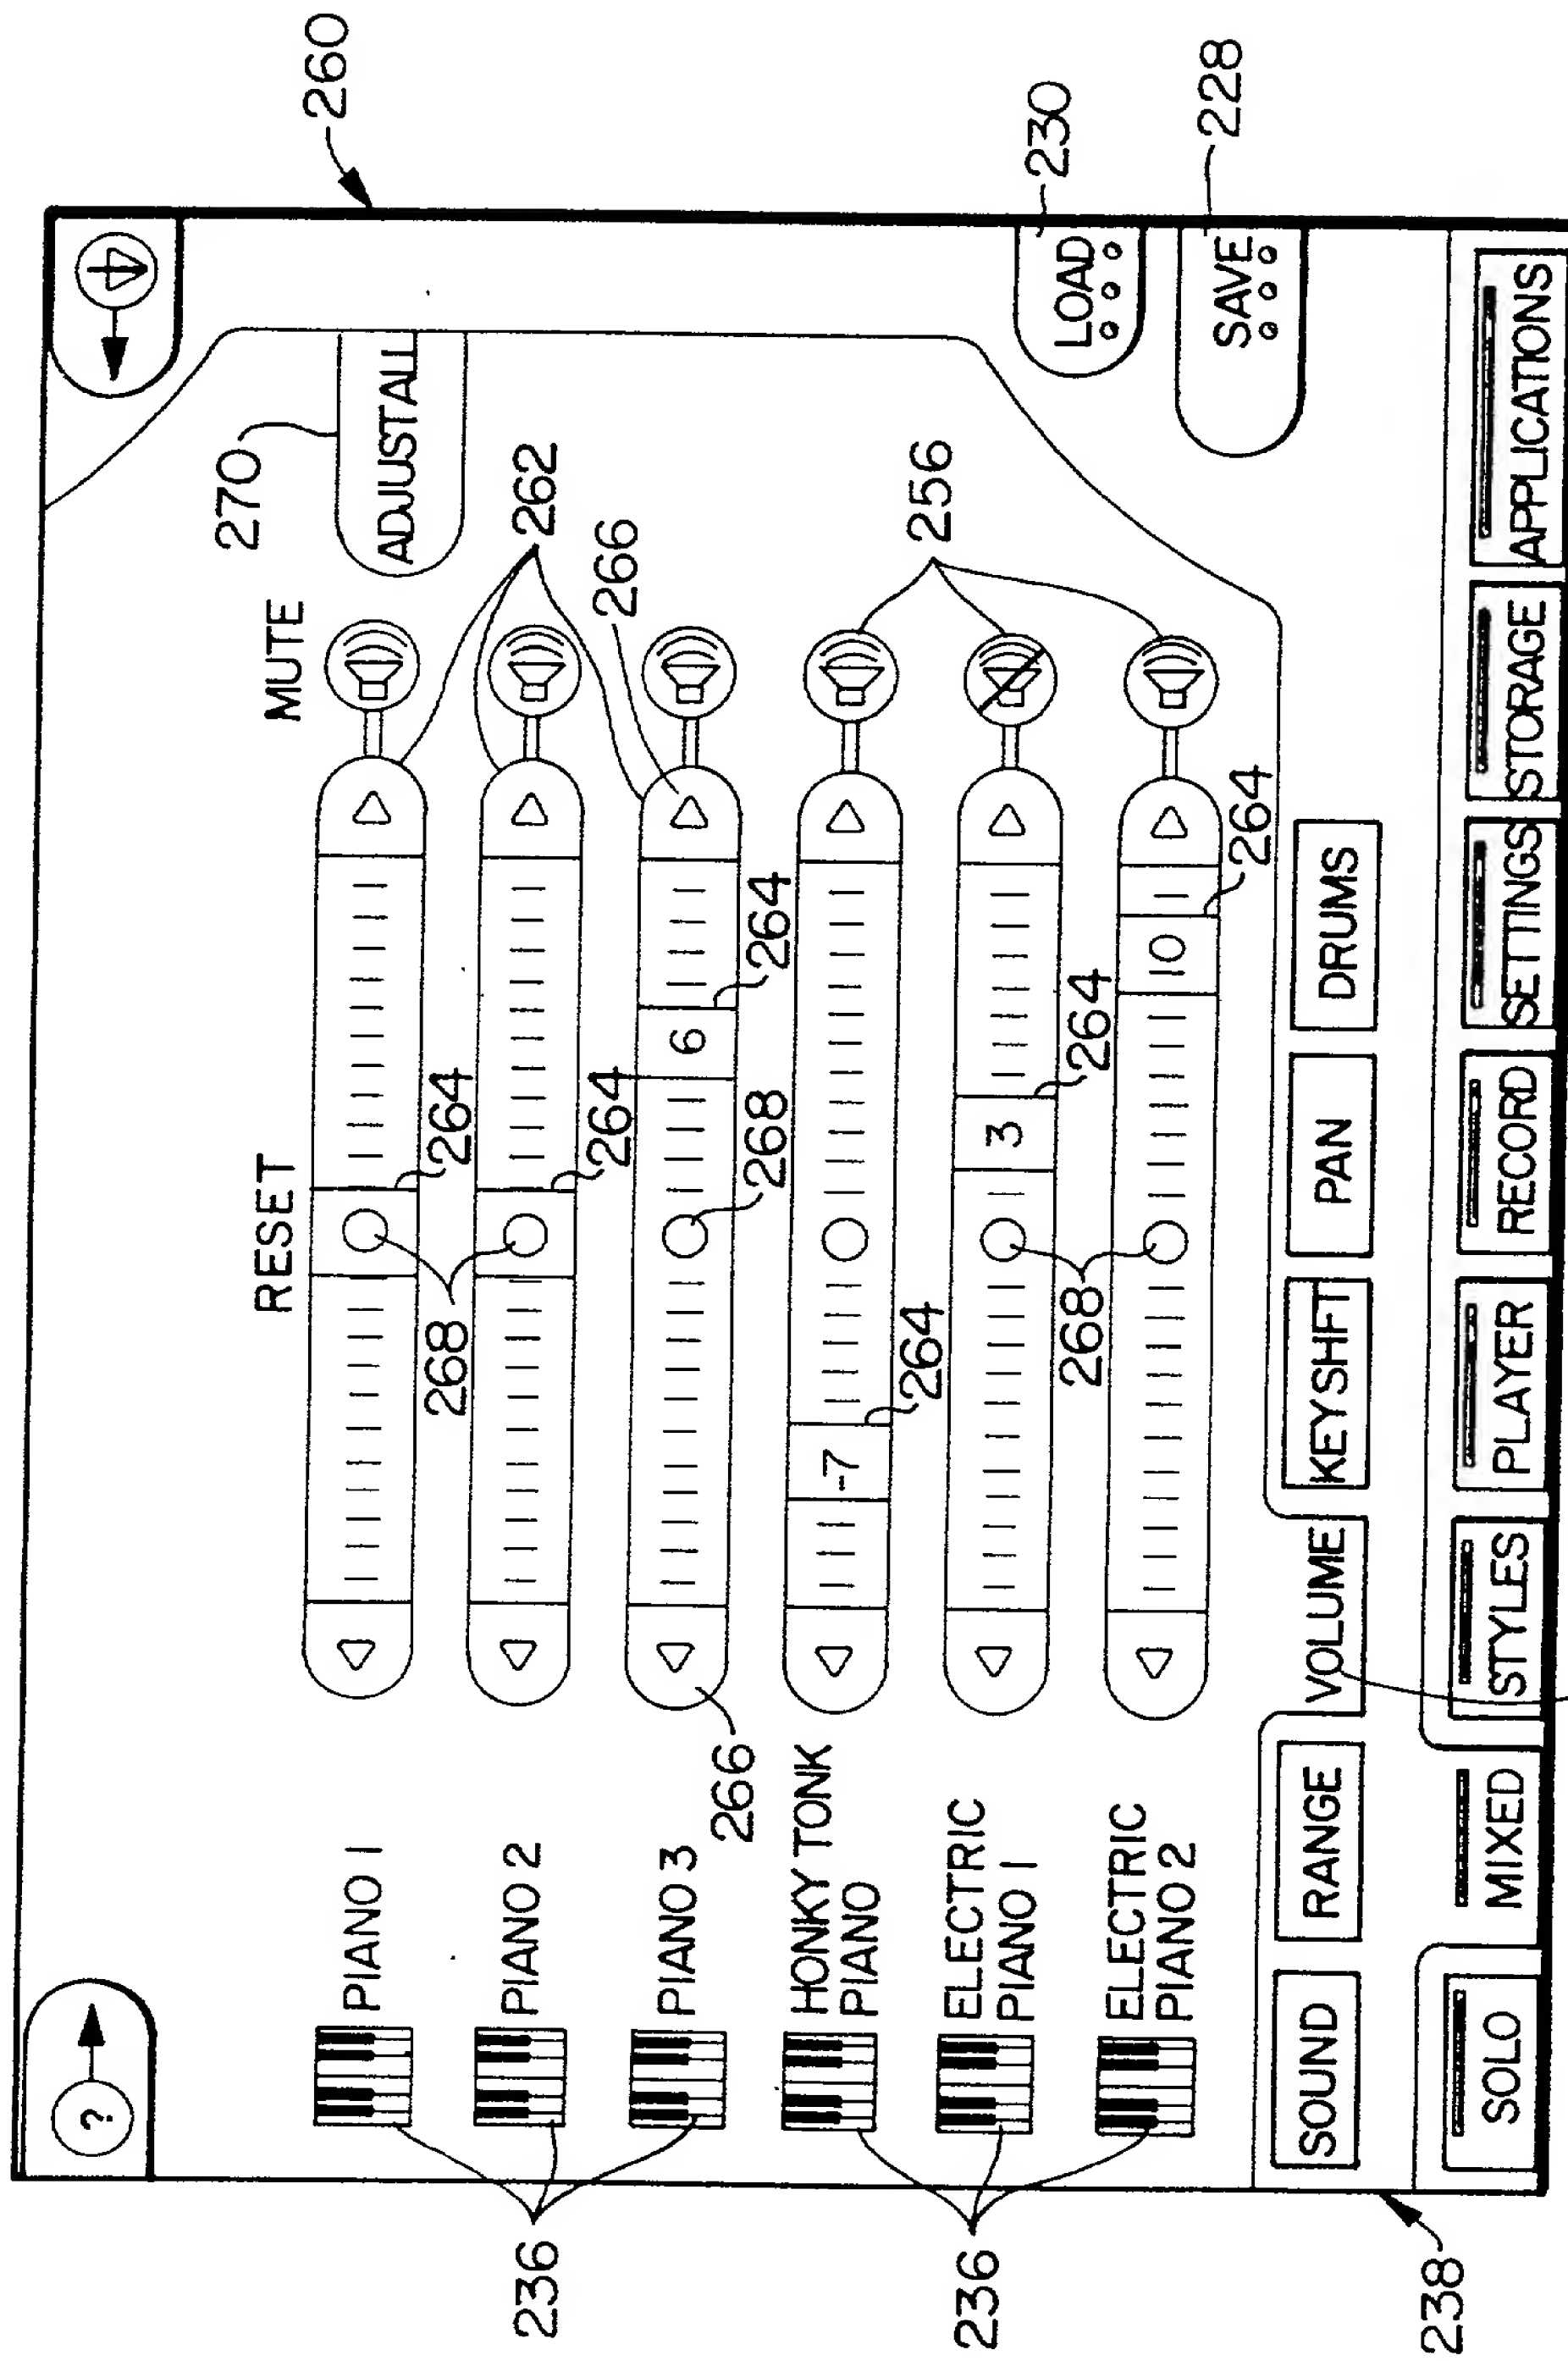 260
?
270
RESET
MUTE
ADJUST ALL
PIANO 1
264
268
262
PIANO 2
264
266
236
PIANO 3
6
264
268
266
HONKY TONK
PIANO
-7
264
256
ELECTRIC
PIANO 1
3
264
268
236
ELECTRIC
PIANO 2
10
264
LOAD
230
SAVE
228
SOUND
RANGE
VOLUME
KEYSHFT
PAN
DRUMS
238
SOLO
MIXED
STYLES
PLAYER
RECORD
SETTINGS
STORAGE
APPLICATIONS